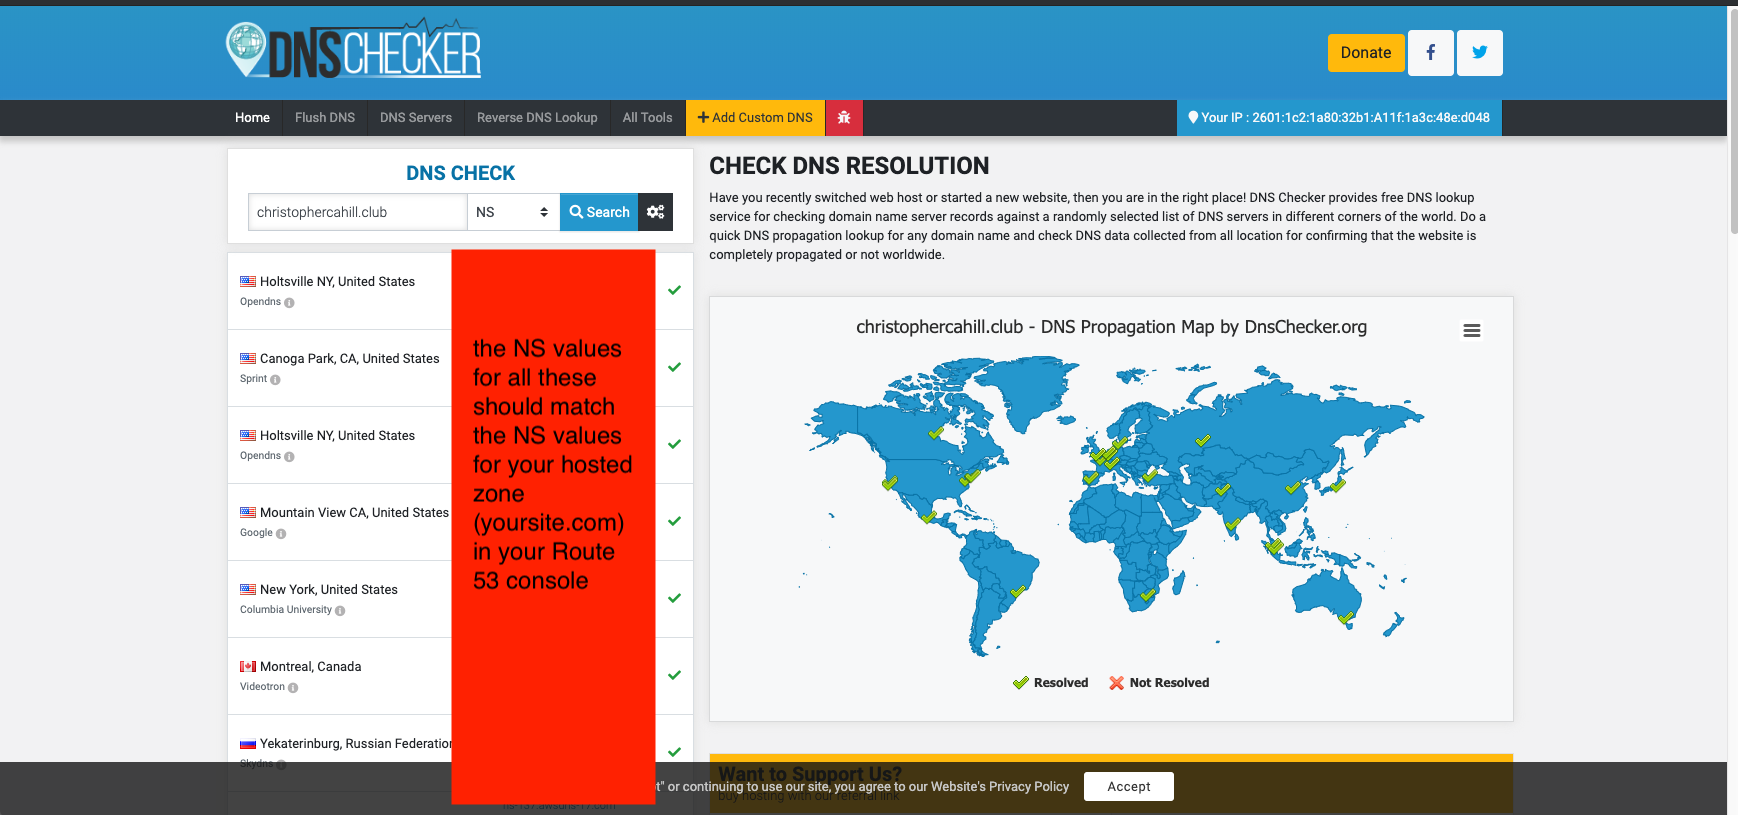 DNSCHECKER
Donate
Home
Flush DNS
DNS Servers
Reverse DNS Lookup
All Tools
Add Custom DNS
Your IP : 2601:1c2:1a80:32b1:A11f:1a3c:48e:d048
DNS CHECK
christophercahill.club
NS
Search
Holtsville NY, United States
Opendns
Canoga Park, CA, United States
Sprint
Holtsville NY, United States
Opendns
Mountain View CA, United States
Google
New York, United States
Columbia University
Montreal, Canada
Videotron
Yekaterinburg, Russian Federation
Skydns
the NS values
for all these
should match
the NS values
for your hosted
zone
(yoursite.com)
in your Route
53 console
CHECK DNS RESOLUTION
Have you recently switched web host or started a new website, then you are in the right place! DNS Checker provides free DNS lookup
service for checking domain name server records against a randomly selected list of DNS servers in different corners of the world. Do a
quick DNS propagation lookup for any domain name and check DNS data collected from all location for confirming that the website is
completely propagated or not worldwide.
christophercahill.club - DNS Propagation Map by DnsChecker.org
Resolved
Not Resolved
Want to Support Us?
buy hosting with our referral link
or continuing to use our site, you agree to our Website's Privacy Policy
Accept